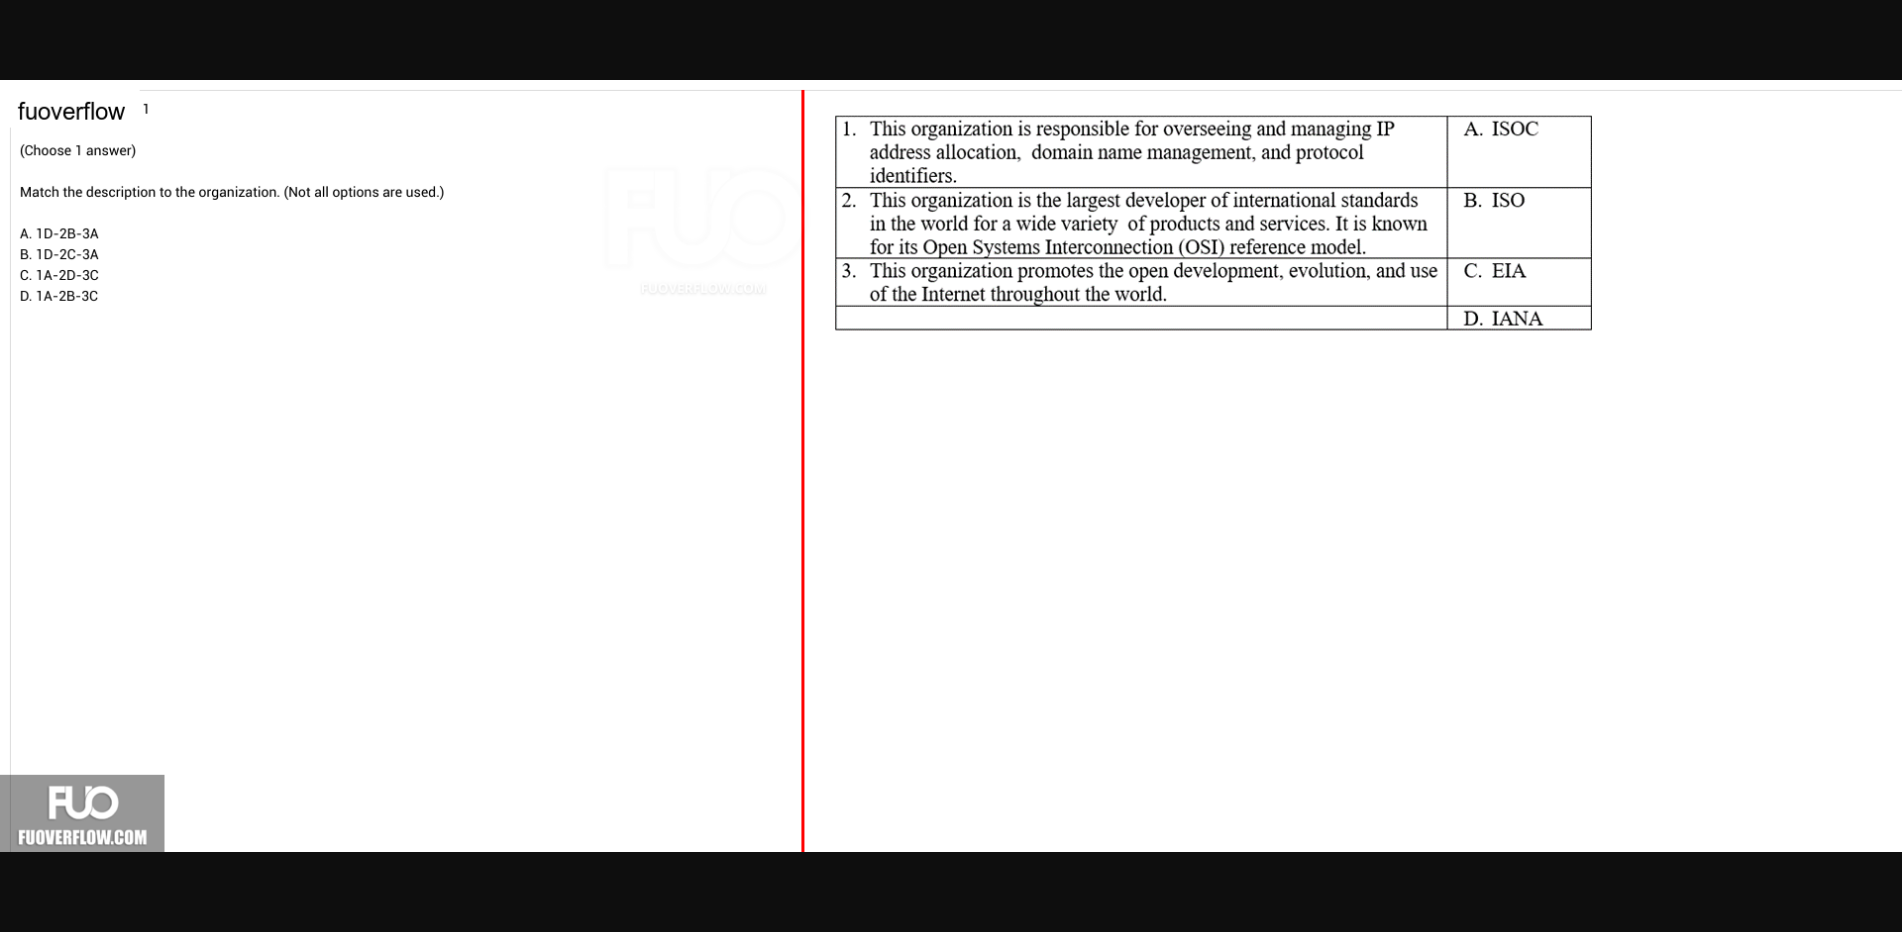 fuoverflow 1
(Choose 1 answer)
Match the description to the organization. (Not all options are used.)
A. 1D-2B-3A
B. 1D-2C-3A
C. 1A-2D-3C
D. 1A-2B-3C
FUO
FUOVERFLOW.COM
FUO
FUOVERFLOW.COM
1. This organization is responsible for overseeing and managing IP
address allocation, domain name management, and protocol
identifiers.
A. ISOC
2. This organization is the largest developer of international standards
in the world for a wide variety of products and services. It is known
for its Open Systems Interconnection (OSI) reference model.
B. ISO
3. This organization promotes the open development, evolution, and use
of the Internet throughout the world.
C. EIA
D. IANA